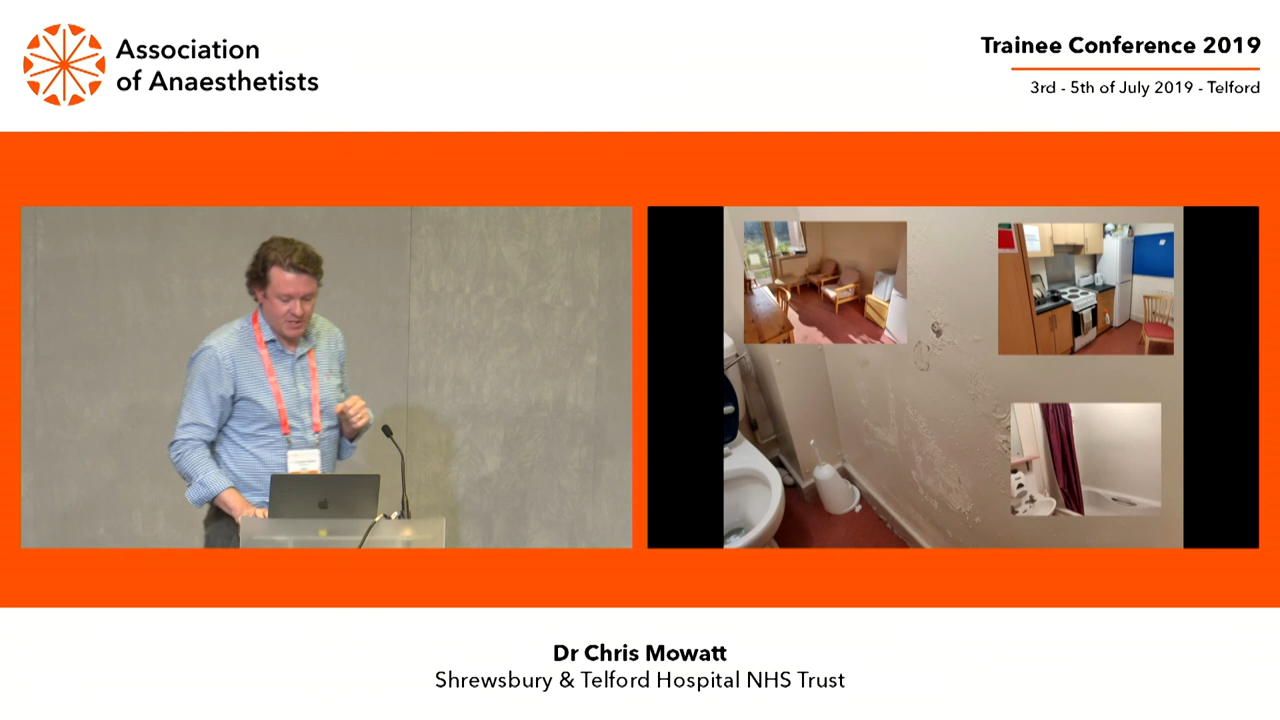 Association
of Anaesthetists
Trainee Conference 2019
3rd - 5th of July 2019 - Telford
Dr Chris Mowatt
Shrewsbury & Telford Hospital NHS Trust